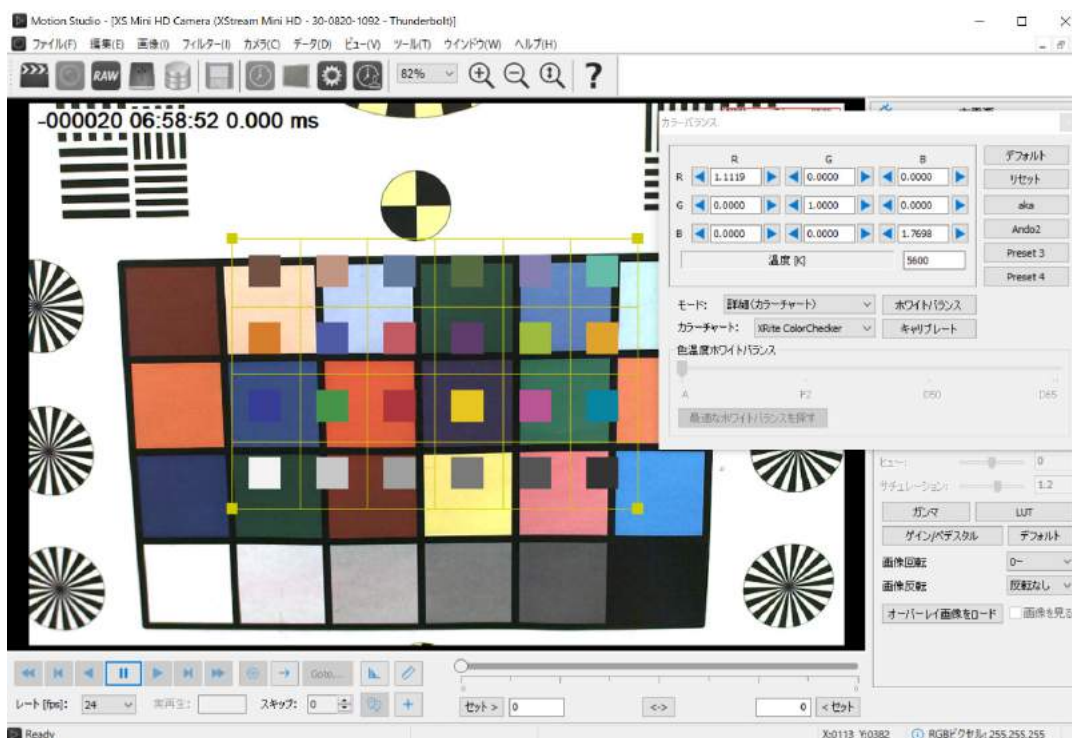 Motion Studio - [XS Mini HD Camera (XStream Mini HD - 30-0820-1092 - Thunderbolt)]
ファイル(F) 編集(E) 画像(I) フィルター(I) カメラ(C) データ(D) ビュー(V) ツール(T) ウインドウ(W) ヘルプ(H)
RAW 82% ?
-000020 06:58:52 0.000 ms
カラーバランス
R G B
R 1.1119 0.0000 0.0000
G 0.0000 1.0000 0.0000
B 0.0000 0.0000 1.7698
温度 [K] 5600
デフォルト
リセット
aka
Ando2
Preset 3
Preset 4
モード: 詳細(カラーチャート) ホワイトバランス
カラーチャート: XRite ColorChecker キャリブレート
色温度ホワイトバランス
A F2 D50 D65
最適なホワイトバランスを探す
ヒュー: 0
サチュレーション: 1.2
ガンマ LUT
ゲイン/ペデスタル デフォルト
画像回転 0~
画像反転 反転なし
オーバーレイ画像をロード 画像を見る
Goto...
0 0
レート [fps]: 24 実再生: スキップ: 0 セット > 0 <-> 0 < セット
Ready X:0113 Y:0382 RGBピクセル: 255.255.255